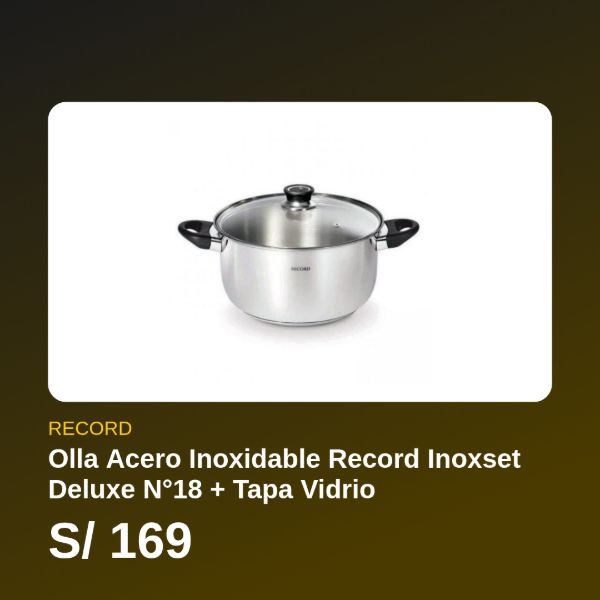 RECORD
RECORD
Olla Acero Inoxidable Record Inoxset
Deluxe N°18 + Tapa Vidrio
S/ 169